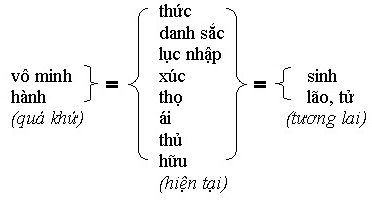 thức
danh sắc
lục nhập
vô minh
hành
(quá khứ)
=
xúc
thọ
ái
thủ
hữu
(hiện tại)
=
sinh
lão, tử
(tương lai)